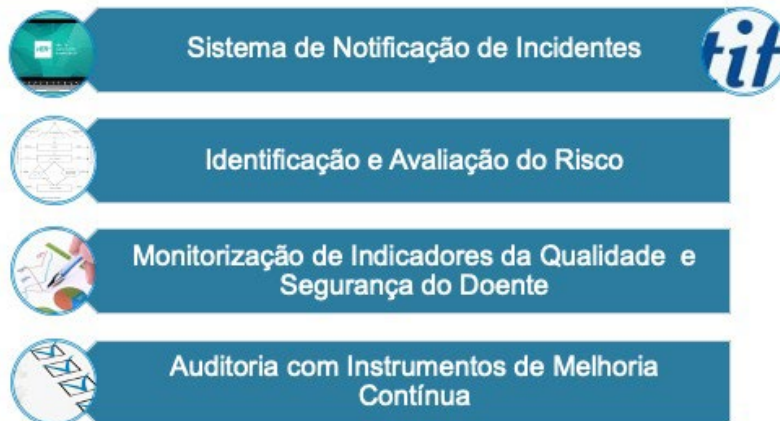 Sistema de Notificação de Incidentes
tif
Identificação e Avaliação do Risco
Monitorização de Indicadores da Qualidade e
Segurança do Doente
Auditoria com Instrumentos de Melhoria
Contínua